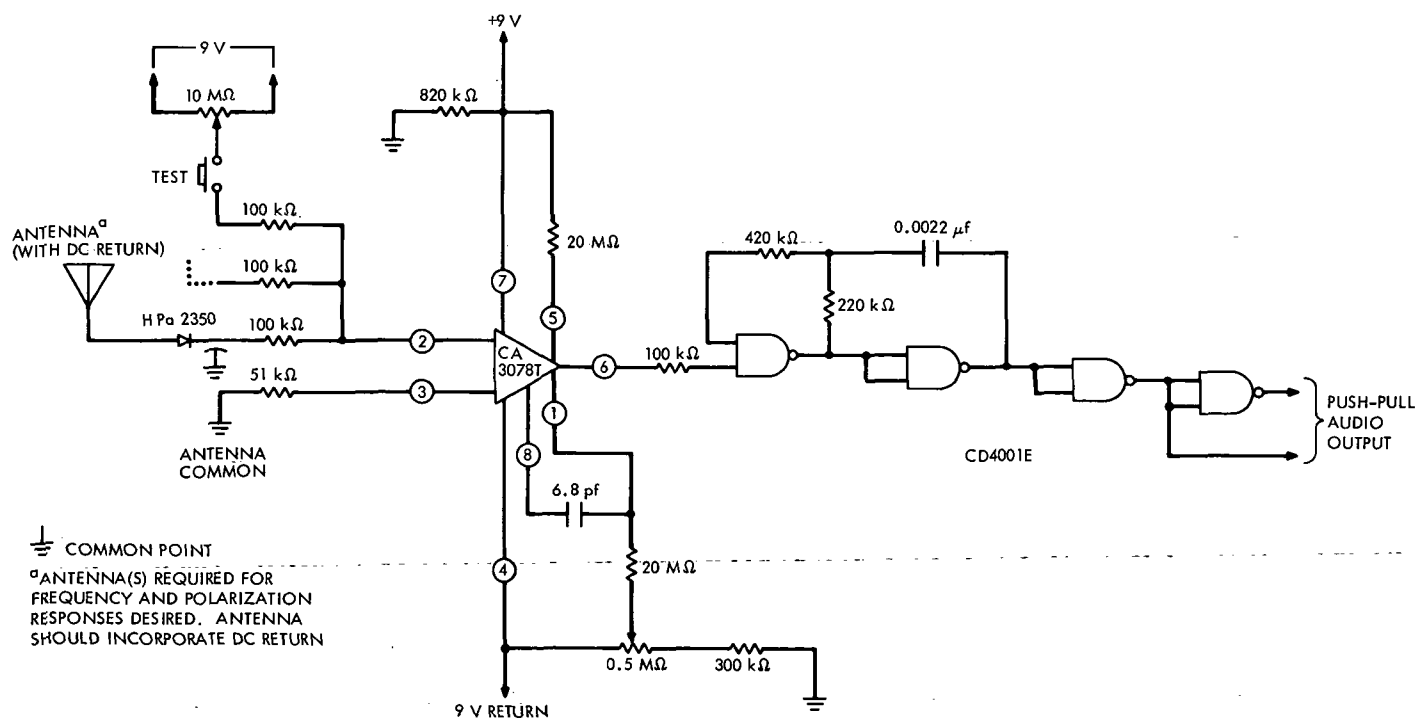 +9 V
9 V
10 MΩ
820 kΩ
TEST
100 kΩ
ANTENNAᵃ
(WITH DC RETURN)
20 MΩ
420 kΩ
0.0022 μf
100 kΩ
7
220 kΩ
HPa 2350
100 kΩ
5
2
CA
3078T
6
100 kΩ
51 kΩ
3
1
PUSH-PULL
AUDIO
OUTPUT
ANTENNA
COMMON
8
CD4001E
6.8 pf
COMMON POINT
4
20 MΩ
ᵃANTENNA(S) REQUIRED FOR
FREQUENCY AND POLARIZATION
RESPONSES DESIRED. ANTENNA
SHOULD INCORPORATE DC RETURN
0.5 MΩ
300 kΩ
9 V RETURN